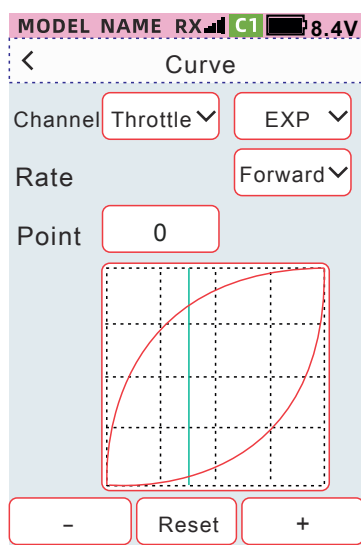 MODEL NAME RX C1 8.4V
< Curve
Channel Throttle EXP
Rate Forward
Point 0
- Reset +